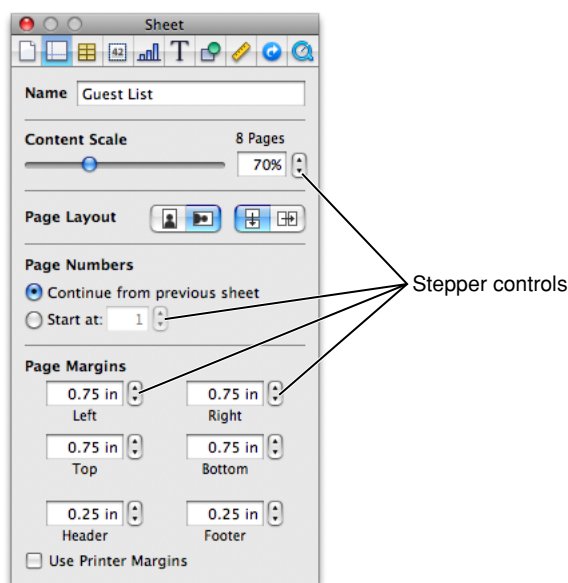 Sheet
42
T
Name Guest List
Content Scale 8 Pages
70%
Page Layout
Page Numbers
Continue from previous sheet
Start at: 1
Stepper controls
Page Margins
0.75 in 0.75 in
Left Right
0.75 in 0.75 in
Top Bottom
0.25 in 0.25 in
Header Footer
Use Printer Margins